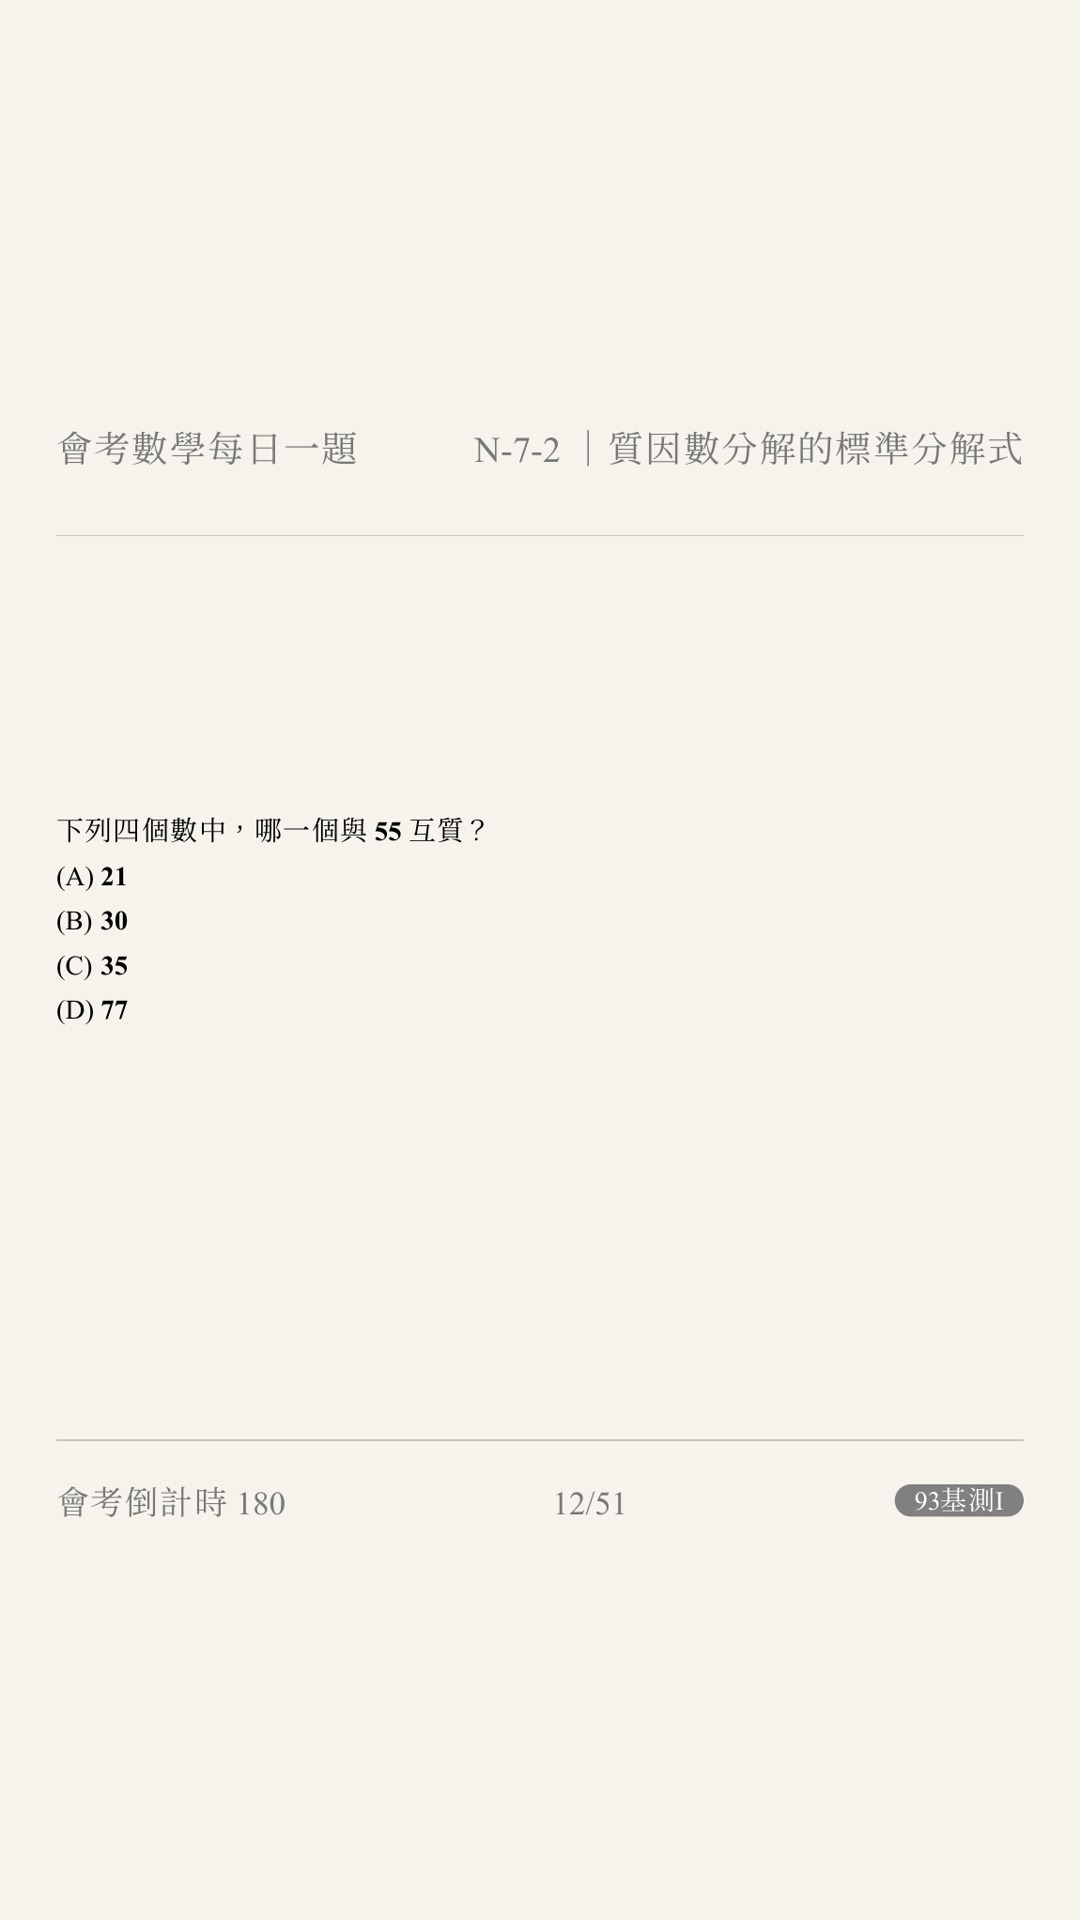 會考數學每日一題
N-7-2｜質因數分解的標準分解式
下列四個數中，哪一個與 55 互質？
(A) 21
(B) 30
(C) 35
(D) 77
會考倒計時 180
12/51
93基測I